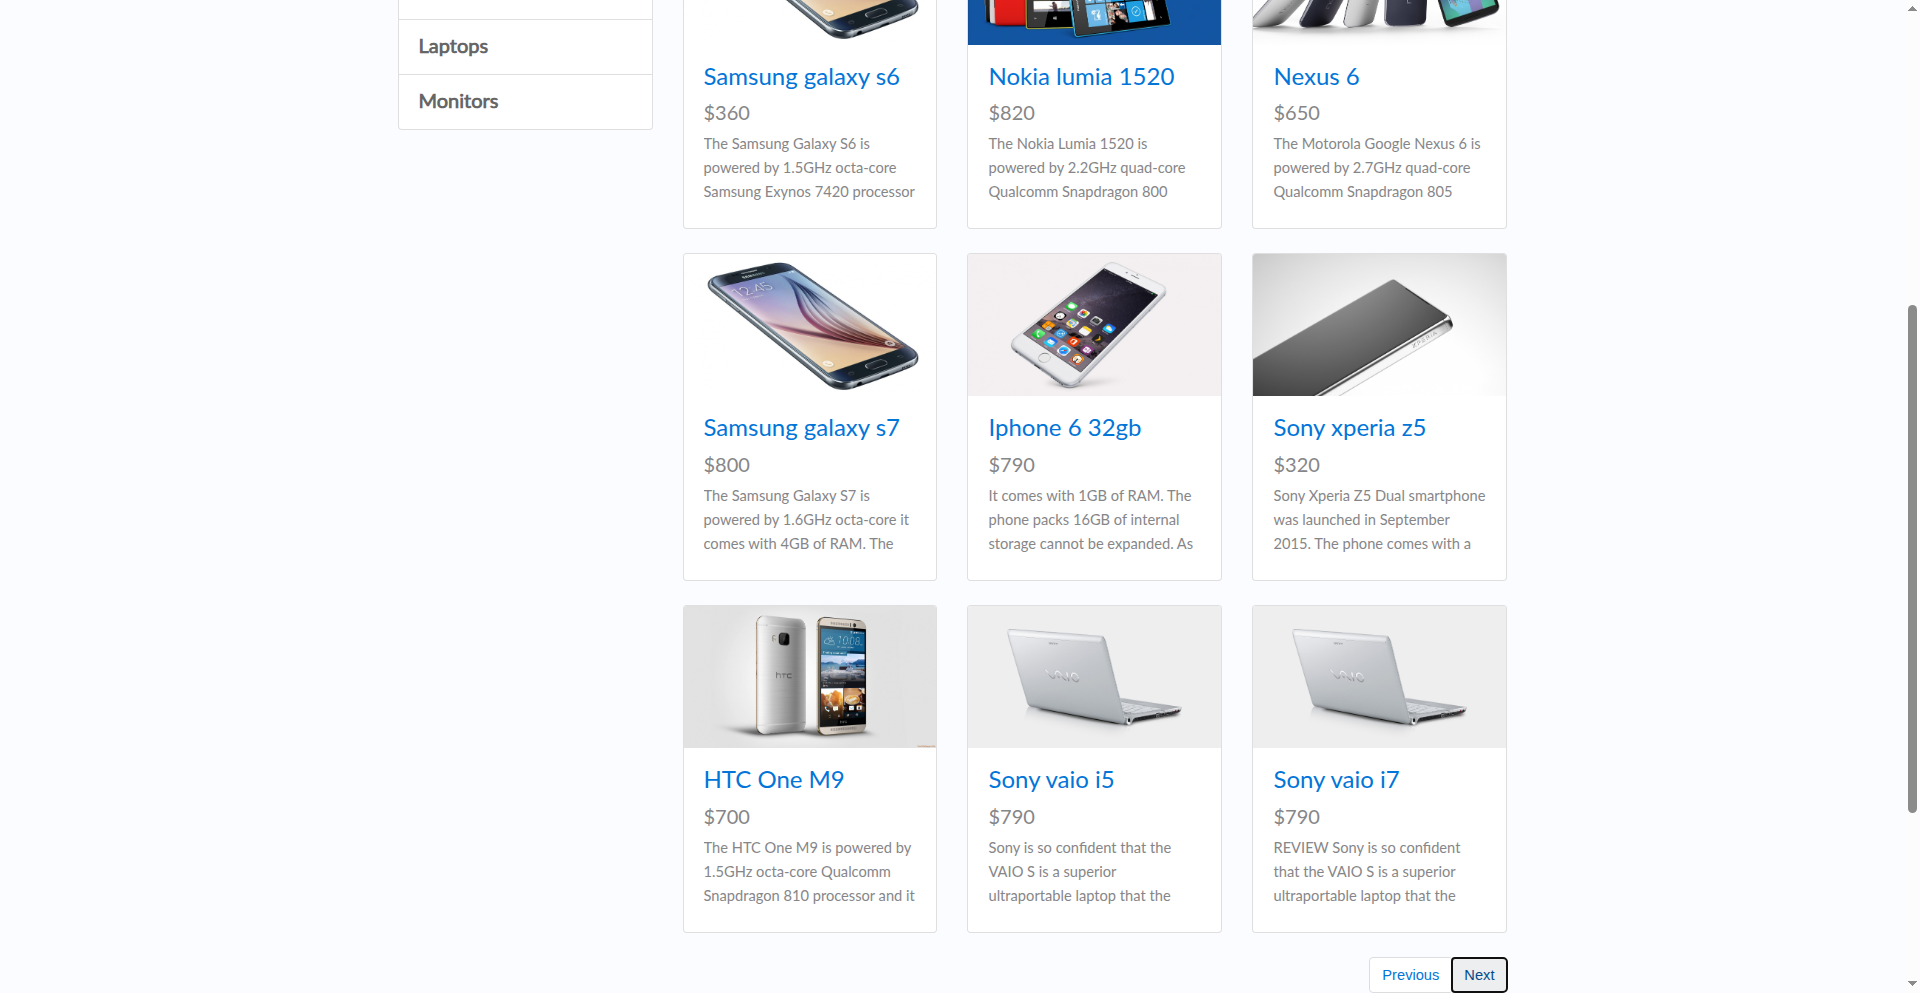 Laptops
Monitors
Samsung galaxy s6
$360
The Samsung Galaxy S6 is
powered by 1.5GHz octa-core
Samsung Exynos 7420 processor
Nokia lumia 1520
$820
The Nokia Lumia 1520 is
powered by 2.2GHz quad-core
Qualcomm Snapdragon 800
Nexus 6
$650
The Motorola Google Nexus 6 is
powered by 2.7GHz quad-core
Qualcomm Snapdragon 805
12:45
Samsung galaxy s7
$800
The Samsung Galaxy S7 is
powered by 1.6GHz octa-core it
comes with 4GB of RAM. The
Iphone 6 32gb
$790
It comes with 1GB of RAM. The
phone packs 16GB of internal
storage cannot be expanded. As
XPERIA
Sony xperia z5
$320
Sony Xperia Z5 Dual smartphone
was launched in September
2015. The phone comes with a
hTC
10:08
HTC One M9
$700
The HTC One M9 is powered by
1.5GHz octa-core Qualcomm
Snapdragon 810 processor and it
VAIO
Sony vaio i5
$790
Sony is so confident that the
VAIO S is a superior
ultraportable laptop that the
VAIO
Sony vaio i7
$790
REVIEW Sony is so confident
that the VAIO S is a superior
ultraportable laptop that the
Previous
Next